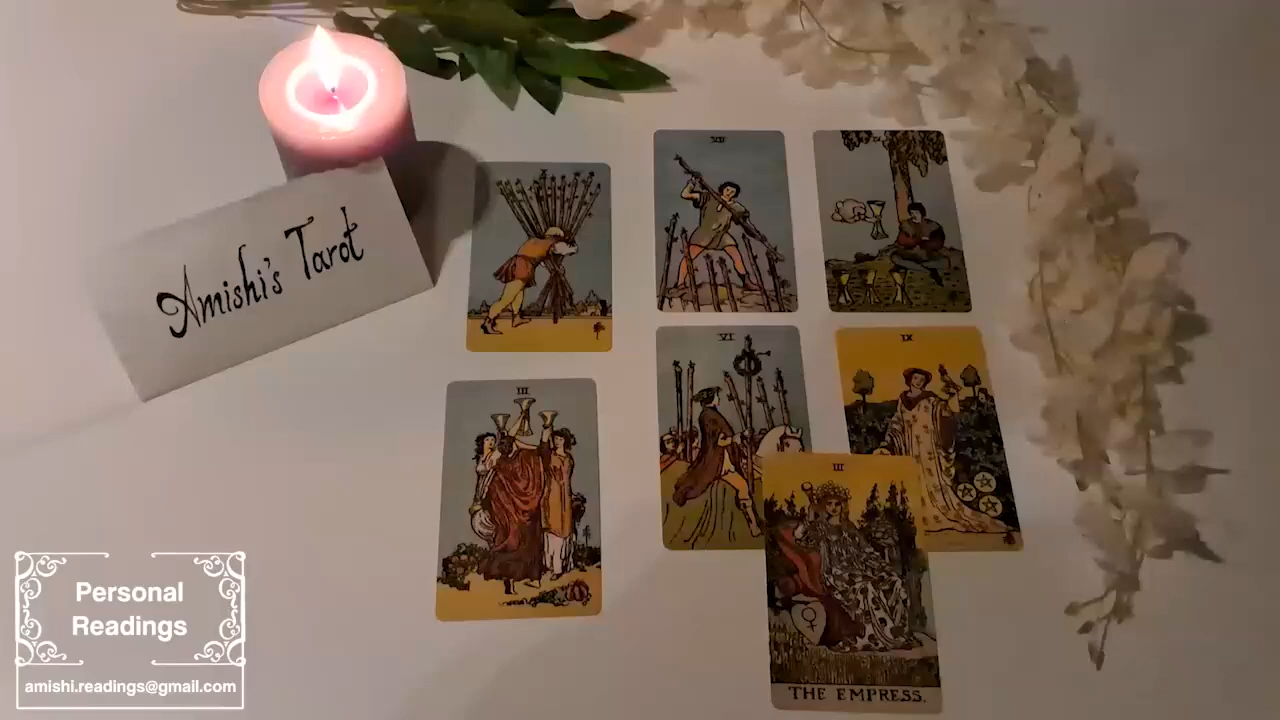 Amishi's Tarot
X
VII
III
VI
IX
III
THE EMPRESS.
Personal
Readings
amishi.readings@gmail.com